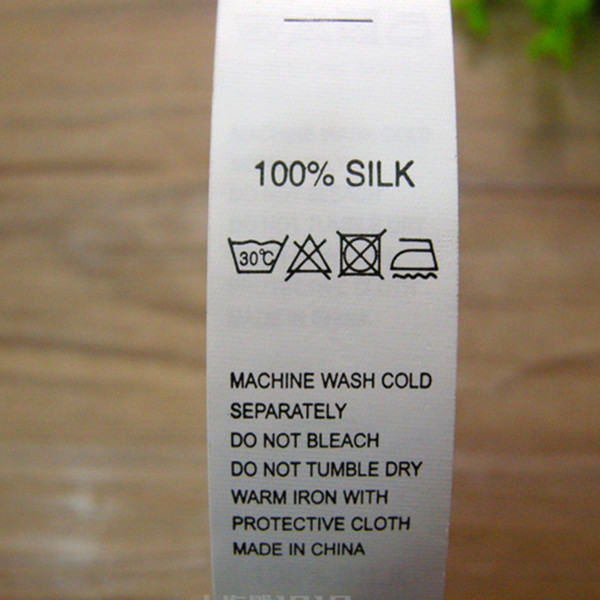 100% SILK
30℃
MACHINE WASH COLD
SEPARATELY
DO NOT BLEACH
DO NOT TUMBLE DRY
WARM IRON WITH
PROTECTIVE CLOTH
MADE IN CHINA